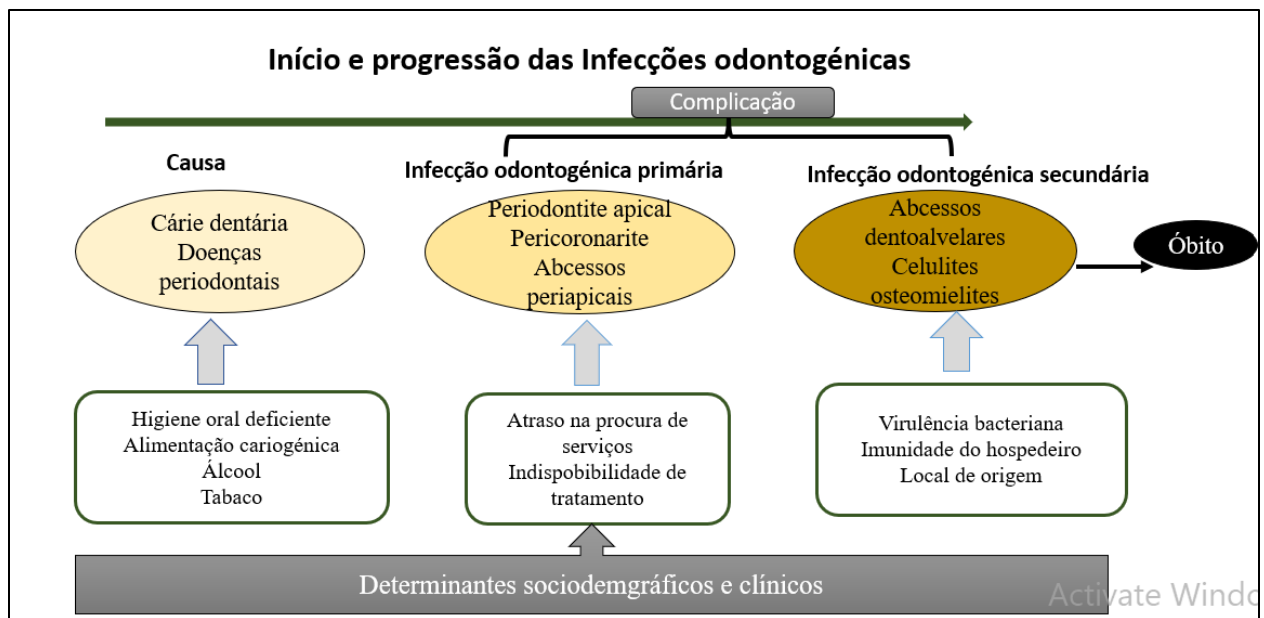 Início e progressão das Infecções odontogénicas
Complicação
Causa
Infecção odontogénica primária
Infecção odontogénica secundária
Cárie dentária
Doenças
periodontais
Periodontite apical
Pericoronarite
Abcessos
periapicais
Abcessos
dentoalvelares
Celulites
osteomielites
Óbito
Higiene oral deficiente
Alimentação cariogénica
Álcool
Tabaco
Atraso na procura de
serviços
Indispobibilidade de
tratamento
Virulência bacteriana
Imunidade do hospedeiro
Local de origem
Determinantes sociodemgráficos e clínicos
Activate